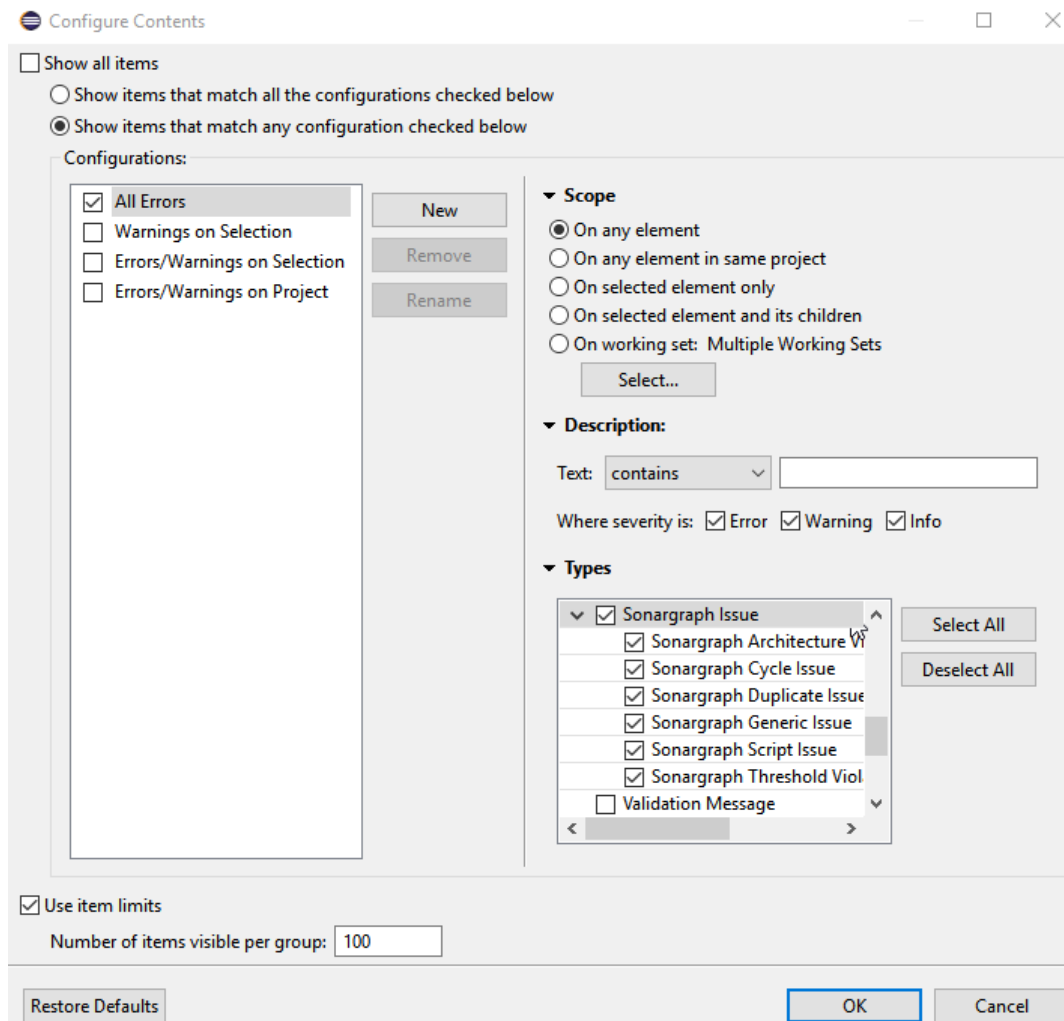 Configure Contents
Show all items
Show items that match all the configurations checked below
Show items that match any configuration checked below
Configurations:
All Errors
Warnings on Selection
Errors/Warnings on Selection
Errors/Warnings on Project
New
Remove
Rename
Scope
On any element
On any element in same project
On selected element only
On selected element and its children
On working set: Multiple Working Sets
Select...
Description:
Text: contains
Where severity is: Error Warning Info
Types
Sonargraph Issue
Sonargraph Architecture
Sonargraph Cycle Issue
Sonargraph Duplicate Issue
Sonargraph Generic Issue
Sonargraph Script Issue
Sonargraph Threshold Viol
Validation Message
Select All
Deselect All
Use item limits
Number of items visible per group: 100
Restore Defaults
OK
Cancel